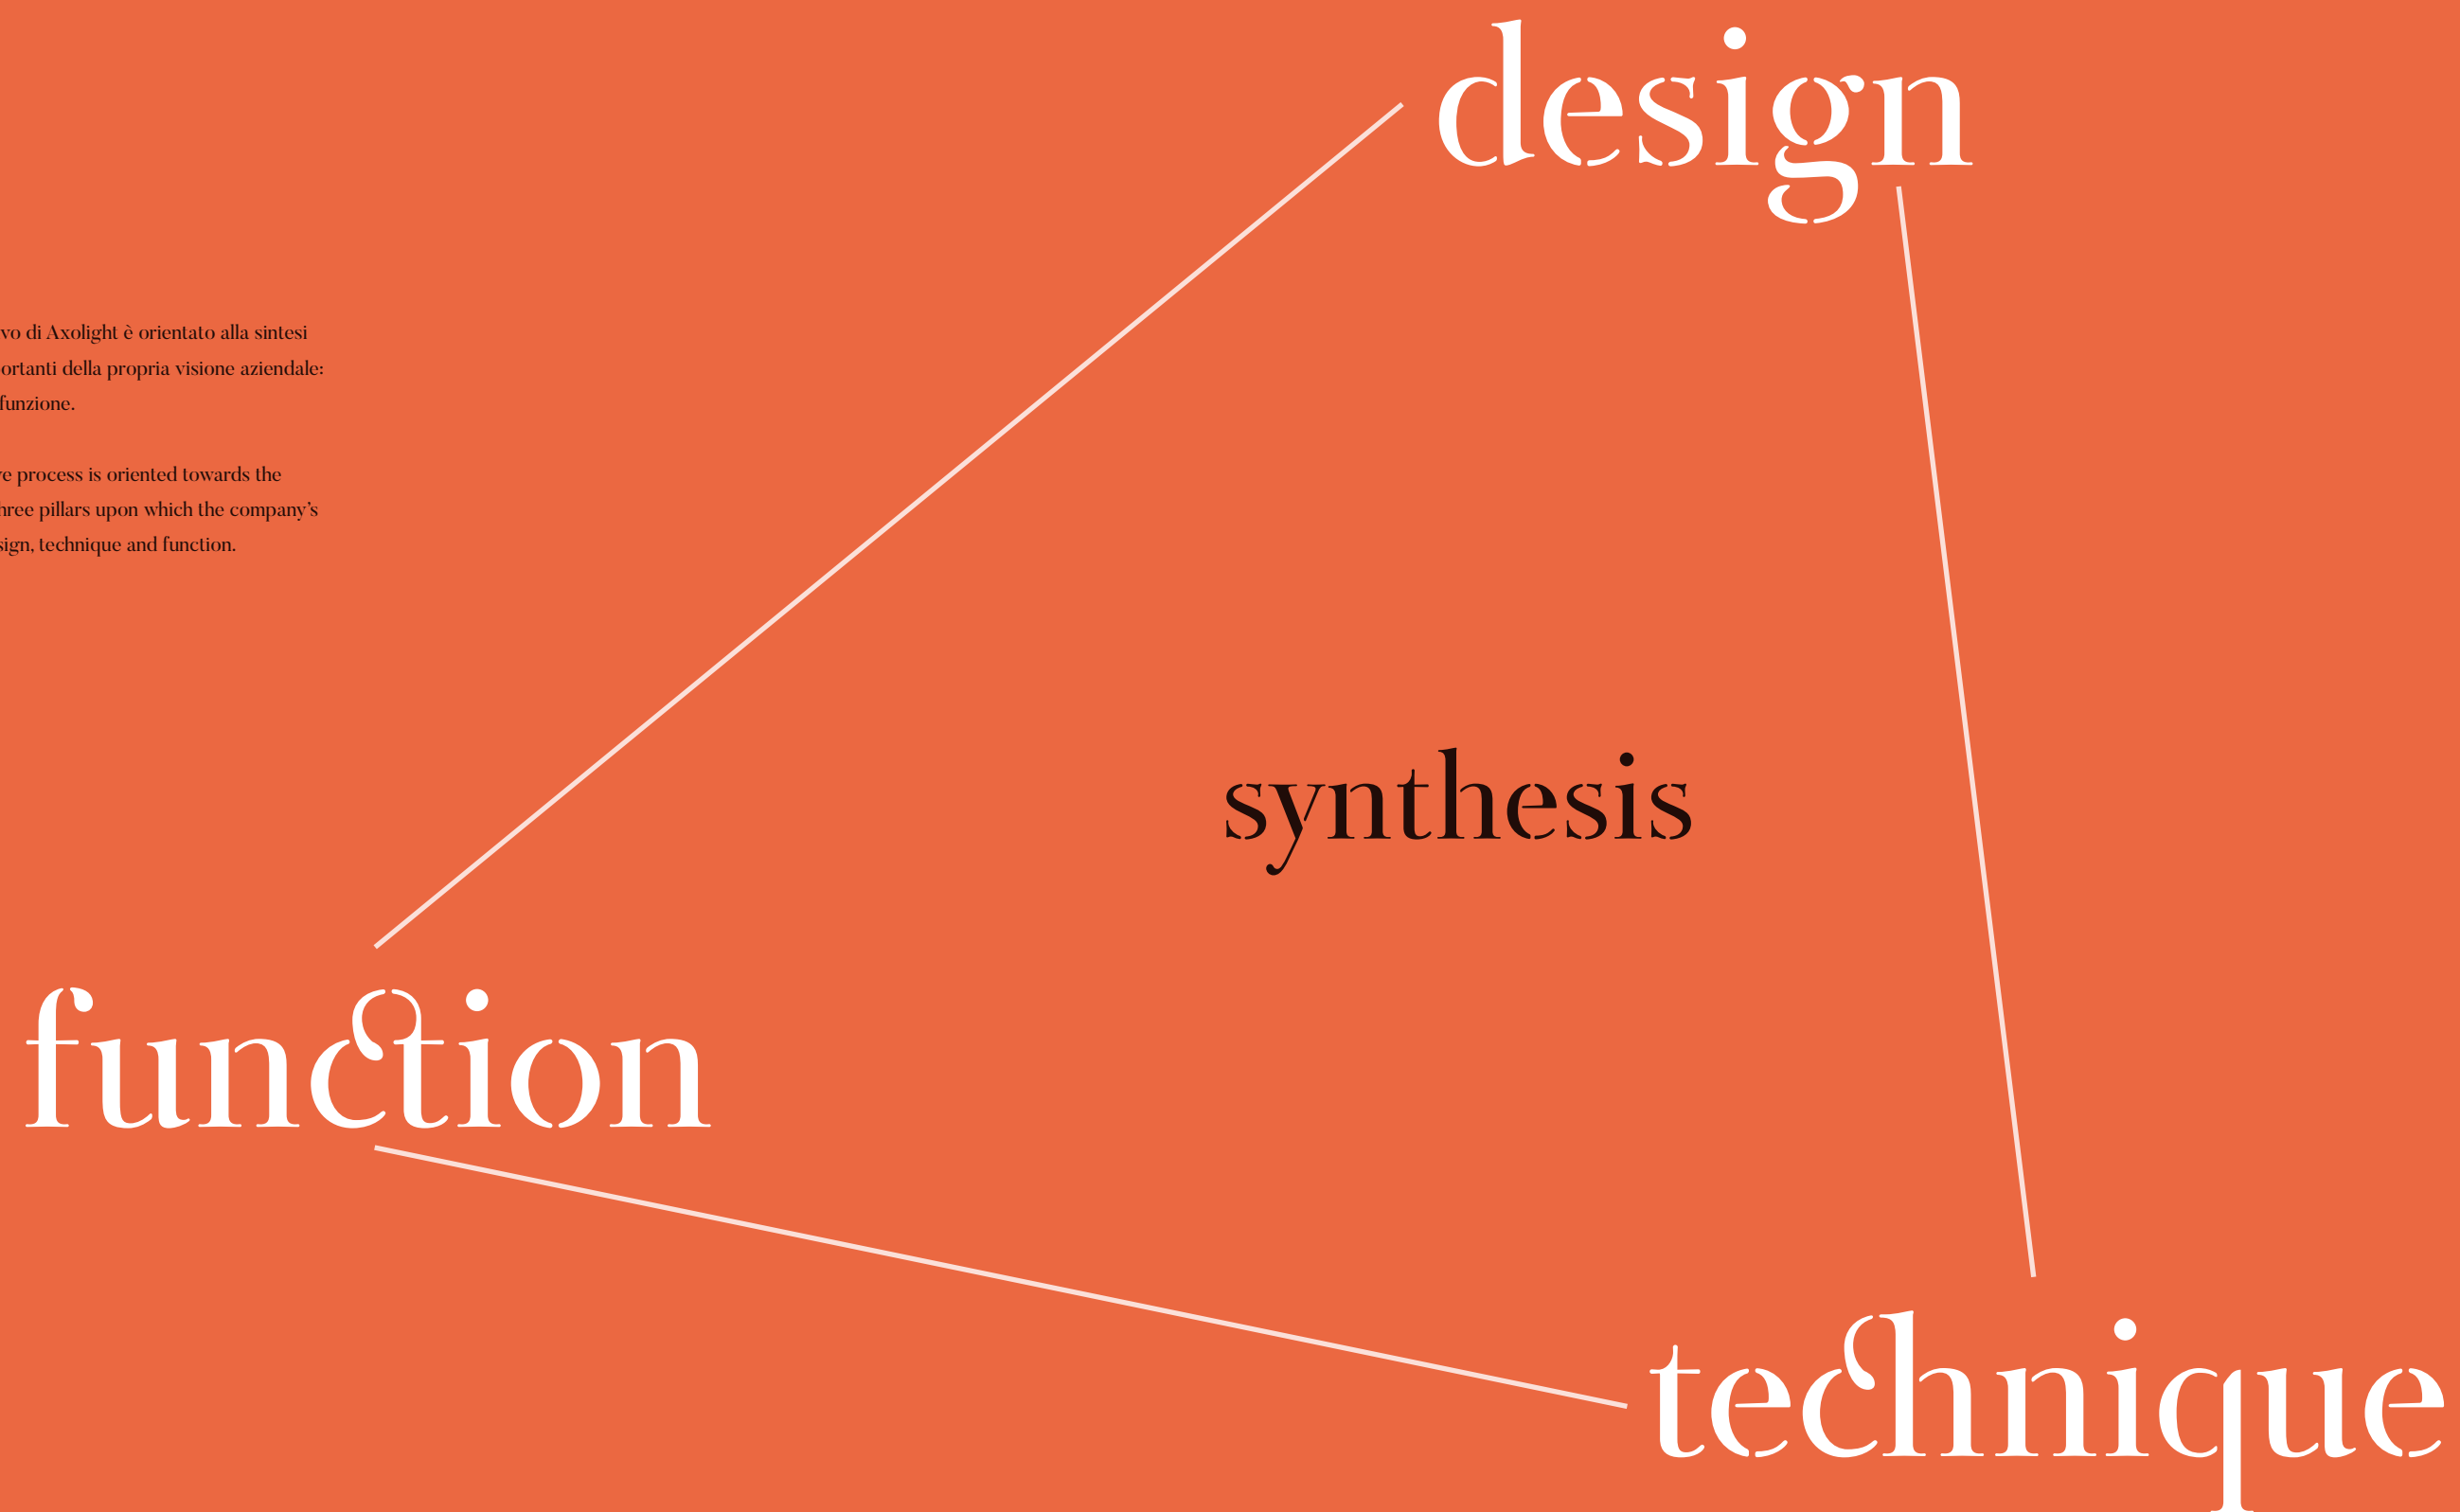 design
vo di Axolight è orientato alla sintesi
ortanti della propria visione aziendale:
funzione.
ve process is oriented towards the
hree pillars upon which the company’s
sign, technique and function.
synthesis
function
technique